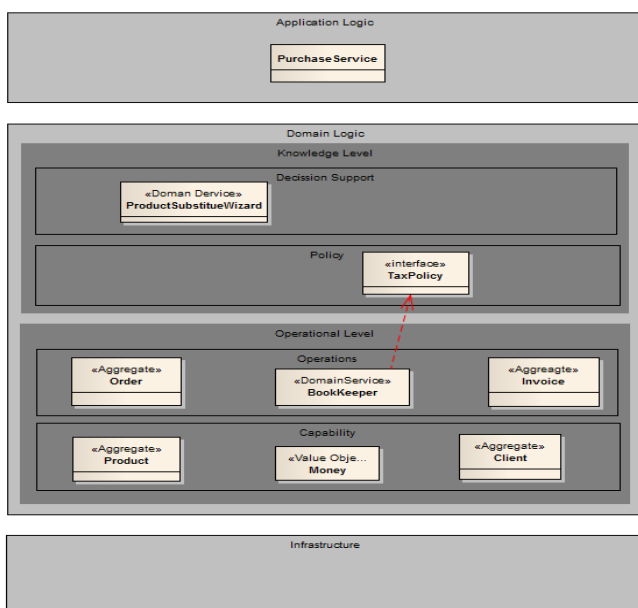 Application Logic
PurchaseService
Domain Logic
Knowledge Level
Decission Support
«Doman Dervice»
ProductSubstitueWizard
Policy
«interface»
TaxPolicy
Operational Level
Operations
«Aggregate»
Order
«DomainService»
BookKeeper
«Aggreagte»
Invoice
Capability
«Aggregate»
Product
«Value Obje...
Money
«Aggregate»
Client
Infrastructure